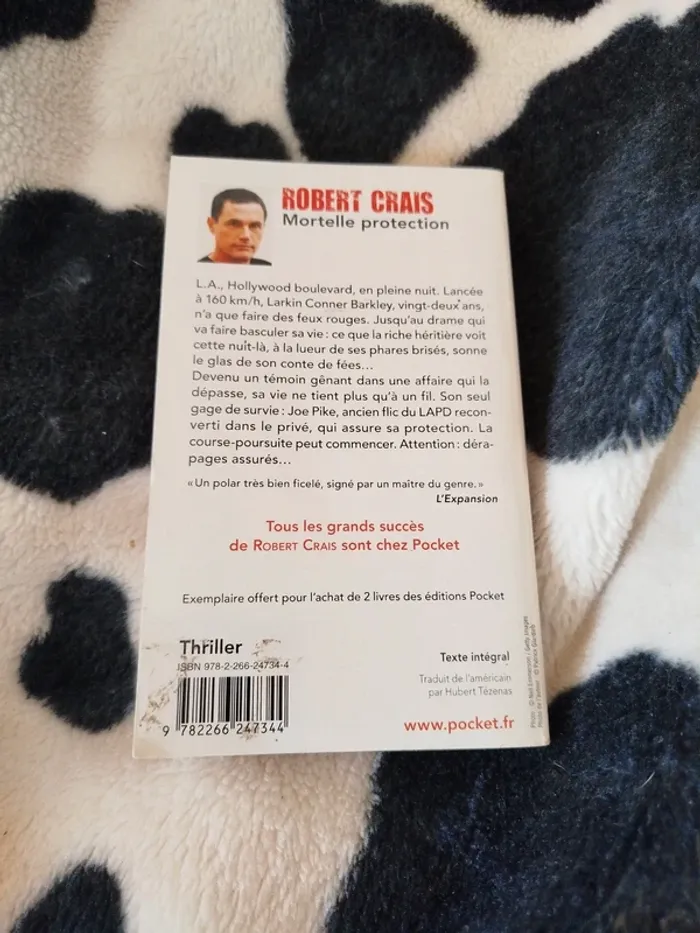 ROBERT CRAIS
Mortelle protection
L.A., Hollywood boulevard, en pleine nuit. Lancée
à 160 km/h, Larkin Conner Barkley, vingt-deux ans,
n'a que faire des feux rouges. Jusqu'au drame qui
va faire basculer sa vie : ce que la riche héritière voit
cette nuit-là, à la lueur de ses phares brisés, sonne
le glas de son conte de fées...
Devenu un témoin gênant dans une affaire qui la
dépasse, sa vie ne tient plus qu'à un fil. Son seul
gage de survie : Joe Pike, ancien flic du LAPD recon-
verti dans le privé, qui assure sa protection. La
course-poursuite peut commencer. Attention : déra-
pages assurés...
« Un polar très bien ficelé, signé par un maître du genre. »
L'Expansion
Tous les grands succès
de ROBERT CRAIS sont chez Pocket
Exemplaire offert pour l'achat de 2 livres des éditions Pocket
Thriller
ISBN 978-2-266-24734-4
9 782266 247344
Texte intégral
Traduit de l'américain
par Hubert Tézenas
www.pocket.fr